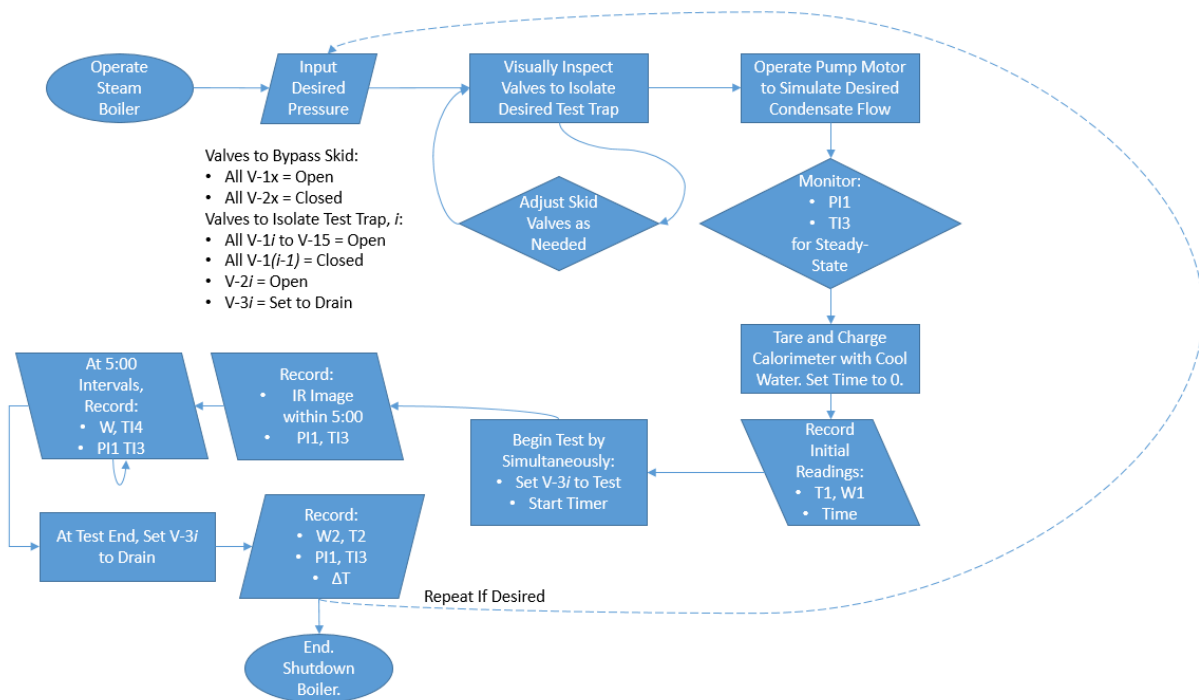 Operate
Steam
Boiler
Input
Desired
Pressure
Visually Inspect
Valves to Isolate
Desired Test Trap
Operate Pump Motor
to Simulate Desired
Condensate Flow
Valves to Bypass Skid:
• All V-1x = Open
• All V-2x = Closed
Valves to Isolate Test Trap, i:
• All V-1i to V-15 = Open
• All V-1(i-1) = Closed
• V-2i = Open
• V-3i = Set to Drain
Adjust Skid
Valves as
Needed
Monitor:
• PI1
• TI3
for Steady-
State
Tare and Charge
Calorimeter with Cool
Water. Set Time to 0.
Record
Initial
Readings:
• T1, W1
• Time
Begin Test by
Simultaneously:
• Set V-3i to Test
• Start Timer
Record:
• IR Image
within 5:00
• PI1, TI3
At 5:00
Intervals,
Record:
• W, TI4
• PI1 TI3
At Test End, Set V-3i
to Drain
Record:
• W2, T2
• PI1, TI3
• ΔT
Repeat If Desired
End.
Shutdown
Boiler.